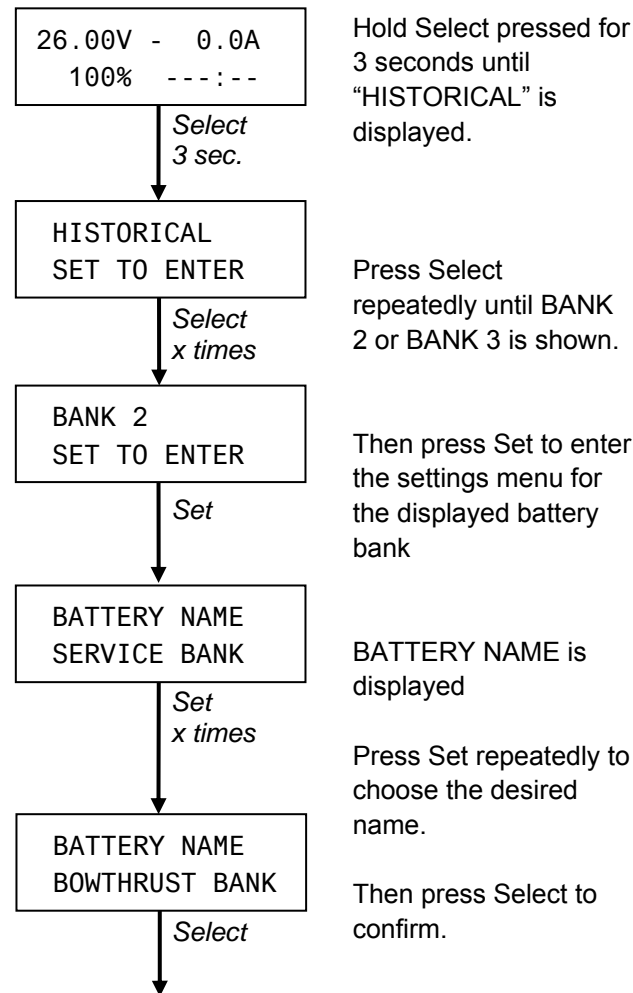 26.00V - 0.0A
100% ---:--
Hold Select pressed for
3 seconds until
“HISTORICAL” is
displayed.
Select
3 sec.
HISTORICAL
SET TO ENTER
Press Select
repeatedly until BANK
2 or BANK 3 is shown.
Select
x times
BANK 2
SET TO ENTER
Then press Set to enter
the settings menu for
the displayed battery
bank
Set
BATTERY NAME
SERVICE BANK
BATTERY NAME is
displayed
Set
x times
Press Set repeatedly to
choose the desired
name.
BATTERY NAME
BOWTHRUST BANK
Then press Select to
confirm.
Select